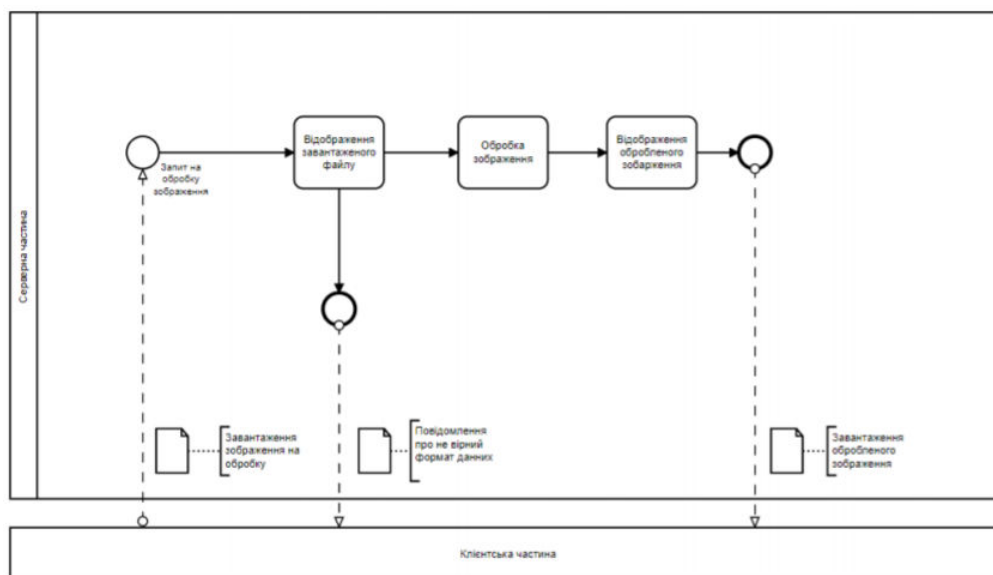 Серверна частина
Запит на
обробку
зображення
Відображення
завантаженого
файлу
Обробка
зображення
Відображення
обробленого
зобарження
Завантаження
зображення на
обробку
Повідомлення
про не вірний
формат данних
Завантаження
обробленого
зображення
Клієнтська частина